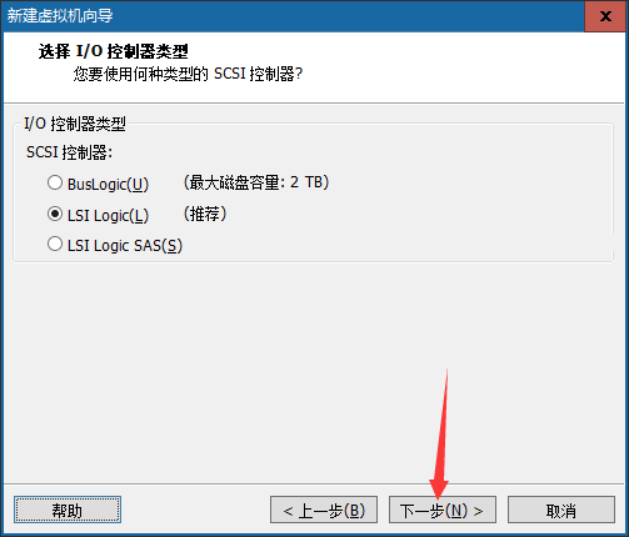 新建虚拟机向导
x
选择 I/O 控制器类型
您要使用何种类型的 SCSI 控制器?
I/O 控制器类型
SCSI 控制器:
BusLogic(U) (最大磁盘容量: 2 TB)
LSI Logic(L) (推荐)
LSI Logic SAS(S)
帮助 < 上一步(B) 下一步(N) > 取消